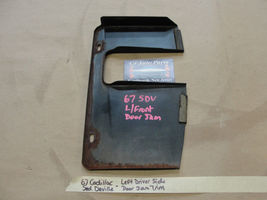 67 SDV
L/Front
Door Jam
67 Cadillac Left Driver Side
Sed Deville Door Jam Trim